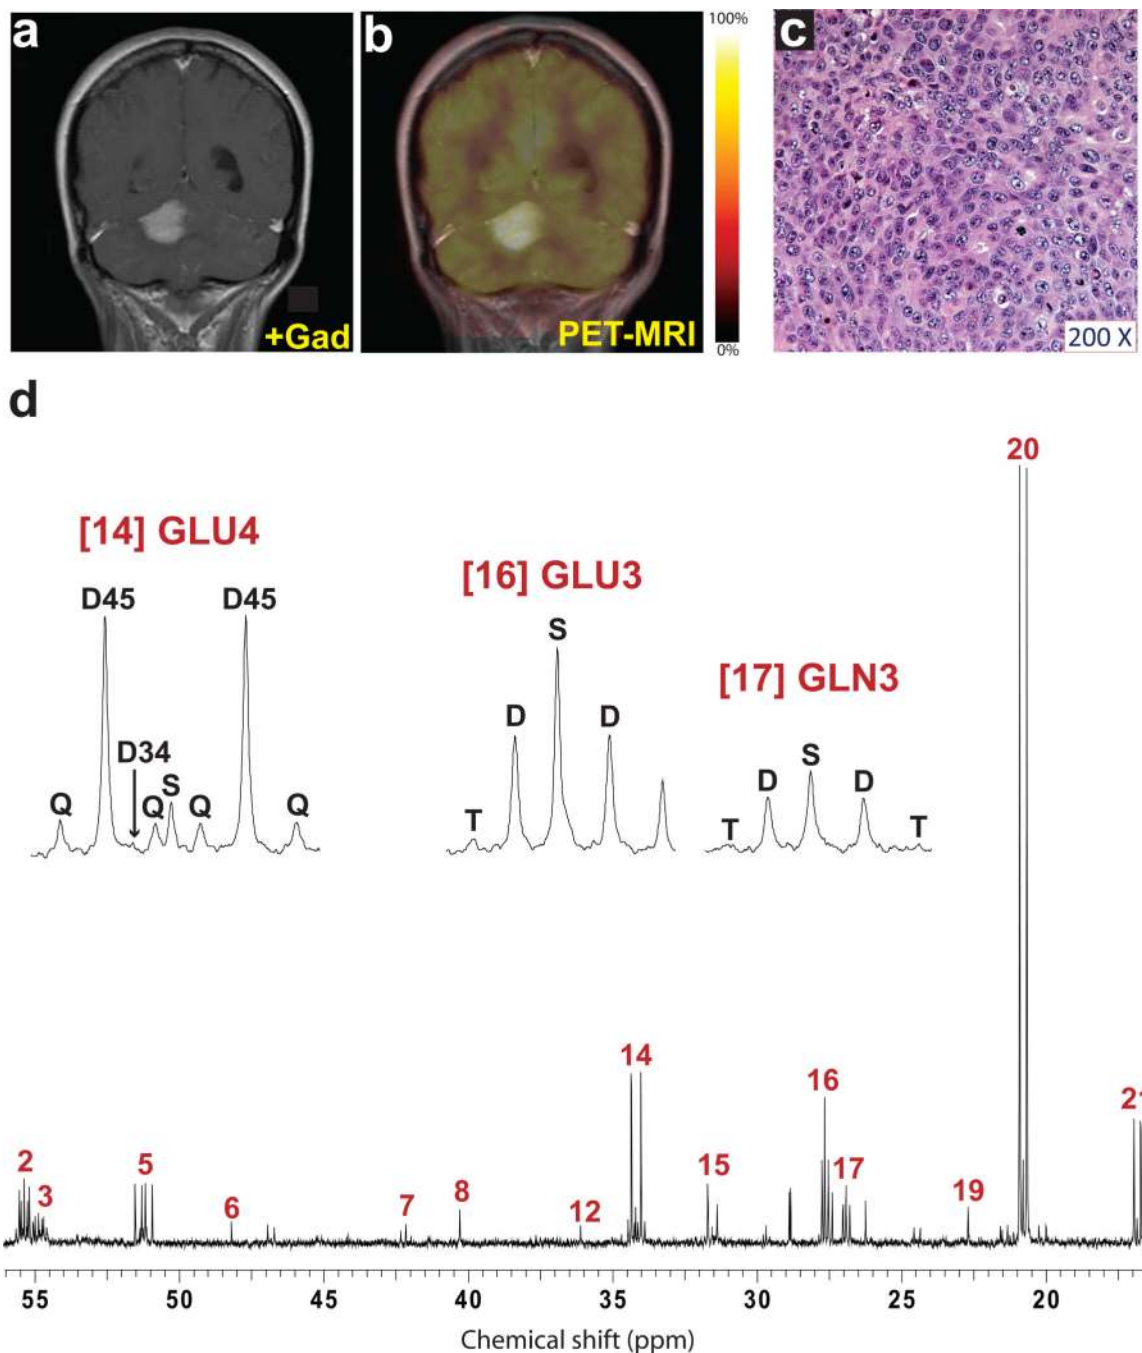 a
+Gad
b
PET-MRI
100%
0%
c
200 X
d
[14] GLU4
D45
D45
D34
Q
Q
S
Q
Q
[16] GLU3
S
D
D
T
[17] GLN3
S
D
D
T
T
20
14
16
21
2
3
5
6
7
8
12
15
17
19
55
50
45
40
35
30
25
20
Chemical shift (ppm)